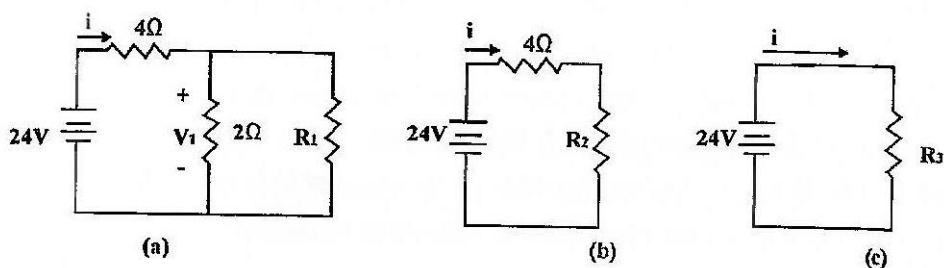 i
4Ω
24V
+
V₁
-
2Ω
R₁
(a)
i
4Ω
24V
R₂
(b)
i
24V
R₃
(c)